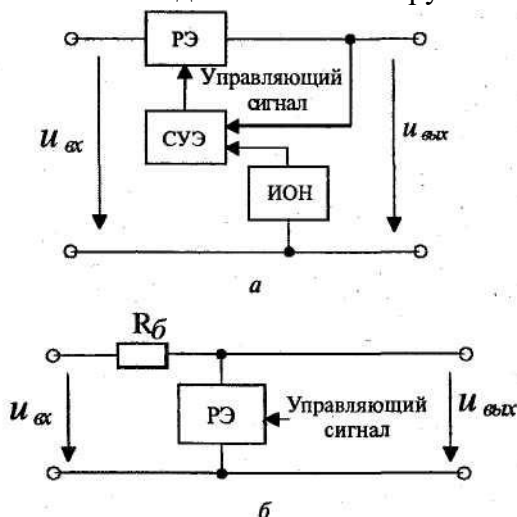 РЭ
Управляющий
сигнал
u вх
СУЭ
u вых
ИОН
а
Rб
u вх
РЭ
Управляющий
сигнал
u вых
б